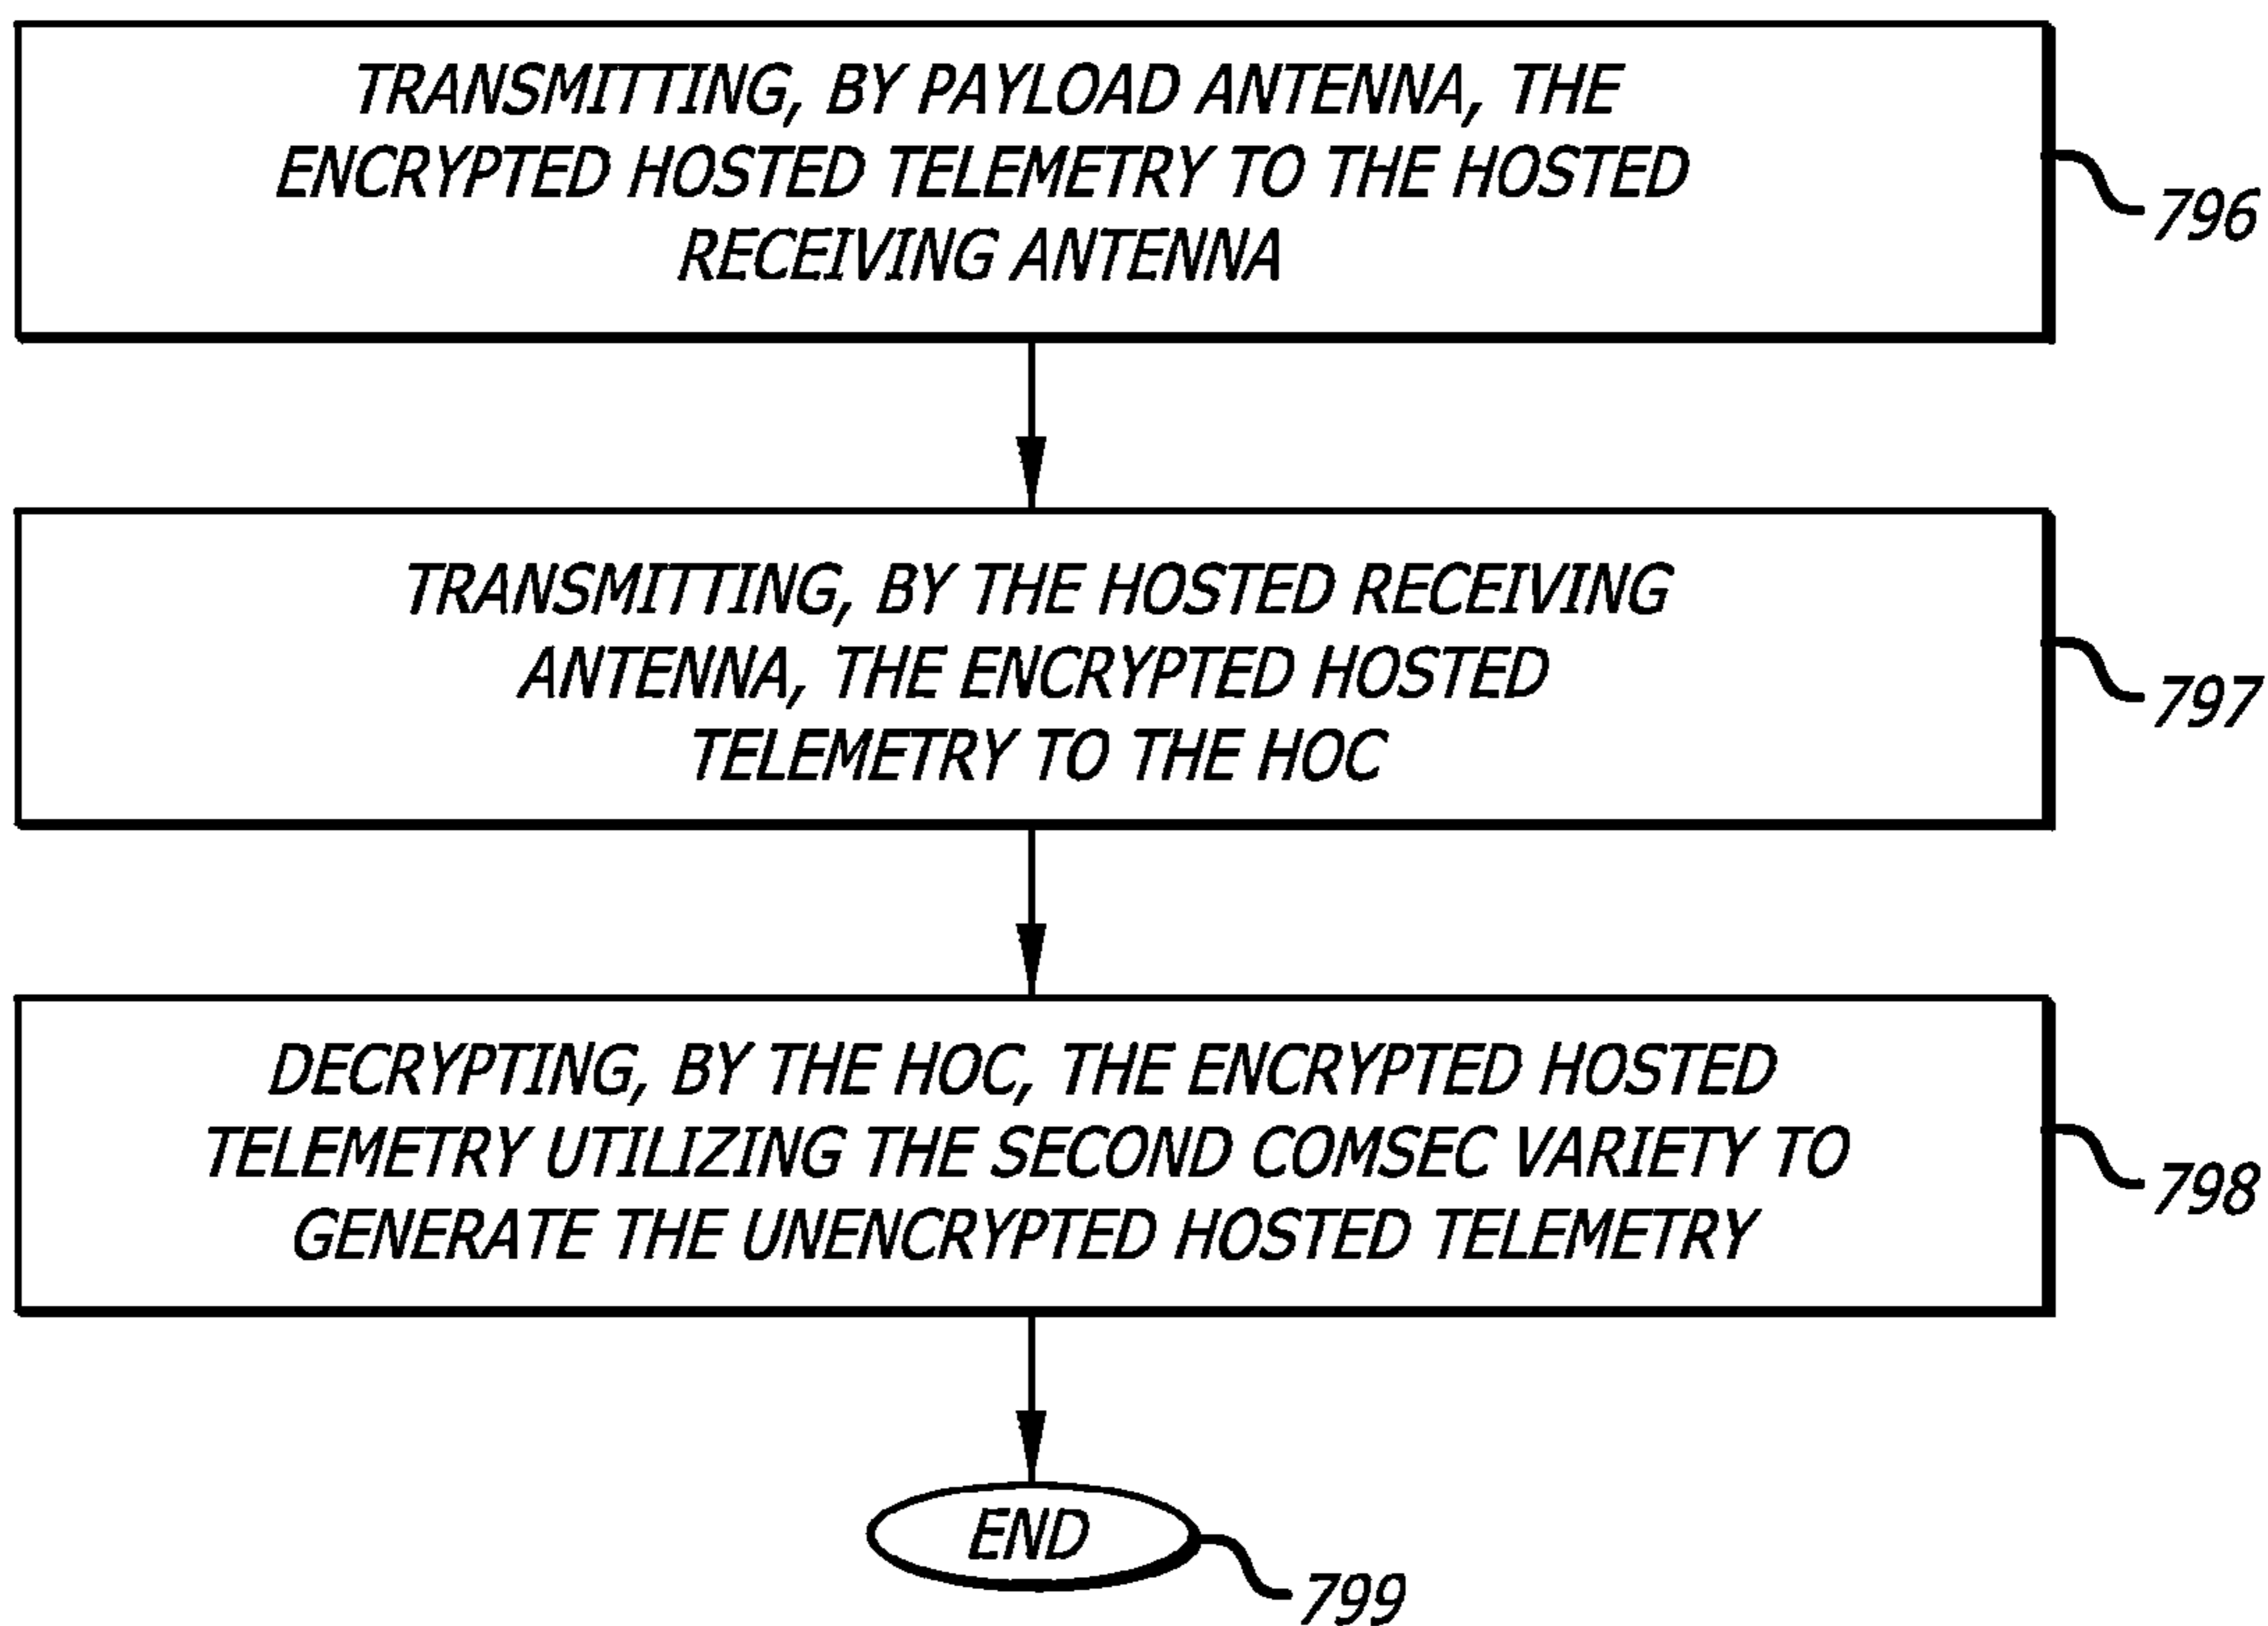 TRANSMITTING, BY PAYLOAD ANTENNA, THE
ENCRYPTED HOSTED TELEMETRY TO THE HOSTED
RECEIVING ANTENNA
796
TRANSMITTING, BY THE HOSTED RECEIVING
ANTENNA, THE ENCRYPTED HOSTED
TELEMETRY TO THE HOC
797
DECRYPTING, BY THE HOC, THE ENCRYPTED HOSTED
TELEMETRY UTILIZING THE SECOND COMSEC VARIETY TO
GENERATE THE UNENCRYPTED HOSTED TELEMETRY
798
END
799